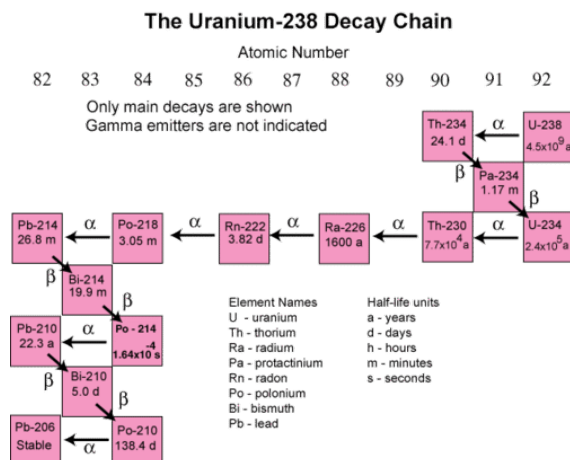 The Uranium-238 Decay Chain
Atomic Number
82 83 84 85 86 87 88 89 90 91 92
Only main decays are shown
Gamma emitters are not indicated
Th-234
24.1 d
α
U-238
4.5x10⁹a
β
Pa-234
1.17 m
β
Pb-214
26.8 m
α
Po-218
3.05 m
α
Rn-222
3.82 d
α
Ra-226
1600 a
α
Th-230
7.7x10⁴a
α
U-234
2.4x10⁵a
β
Bi-214
19.9 m
β
Pb-210
22.3 a
α
Po - 214
-4
1.64x10 s
β
Bi-210
5.0 d
β
Pb-206
Stable
α
Po-210
138.4 d
Element Names
U - uranium
Th - thorium
Ra - radium
Pa - protactinium
Rn - radon
Po - polonium
Bi - bismuth
Pb - lead
Half-life units
a - years
d - days
h - hours
m - minutes
s - seconds